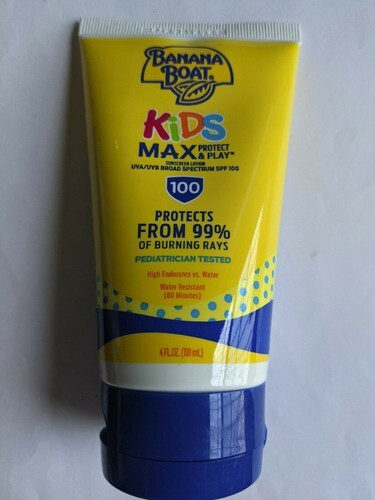 BANANA
BOAT®
KiDS
MAX PROTECT & PLAY™
SUNSCREEN LOTION
UVA/UVB BROAD SPECTRUM SPF 100
100
PROTECTS
FROM 99%
OF BURNING RAYS
PEDIATRICIAN TESTED
High Endurance vs. Water
Water Resistant
(80 Minutes)
4 FL.OZ. (118 mL)